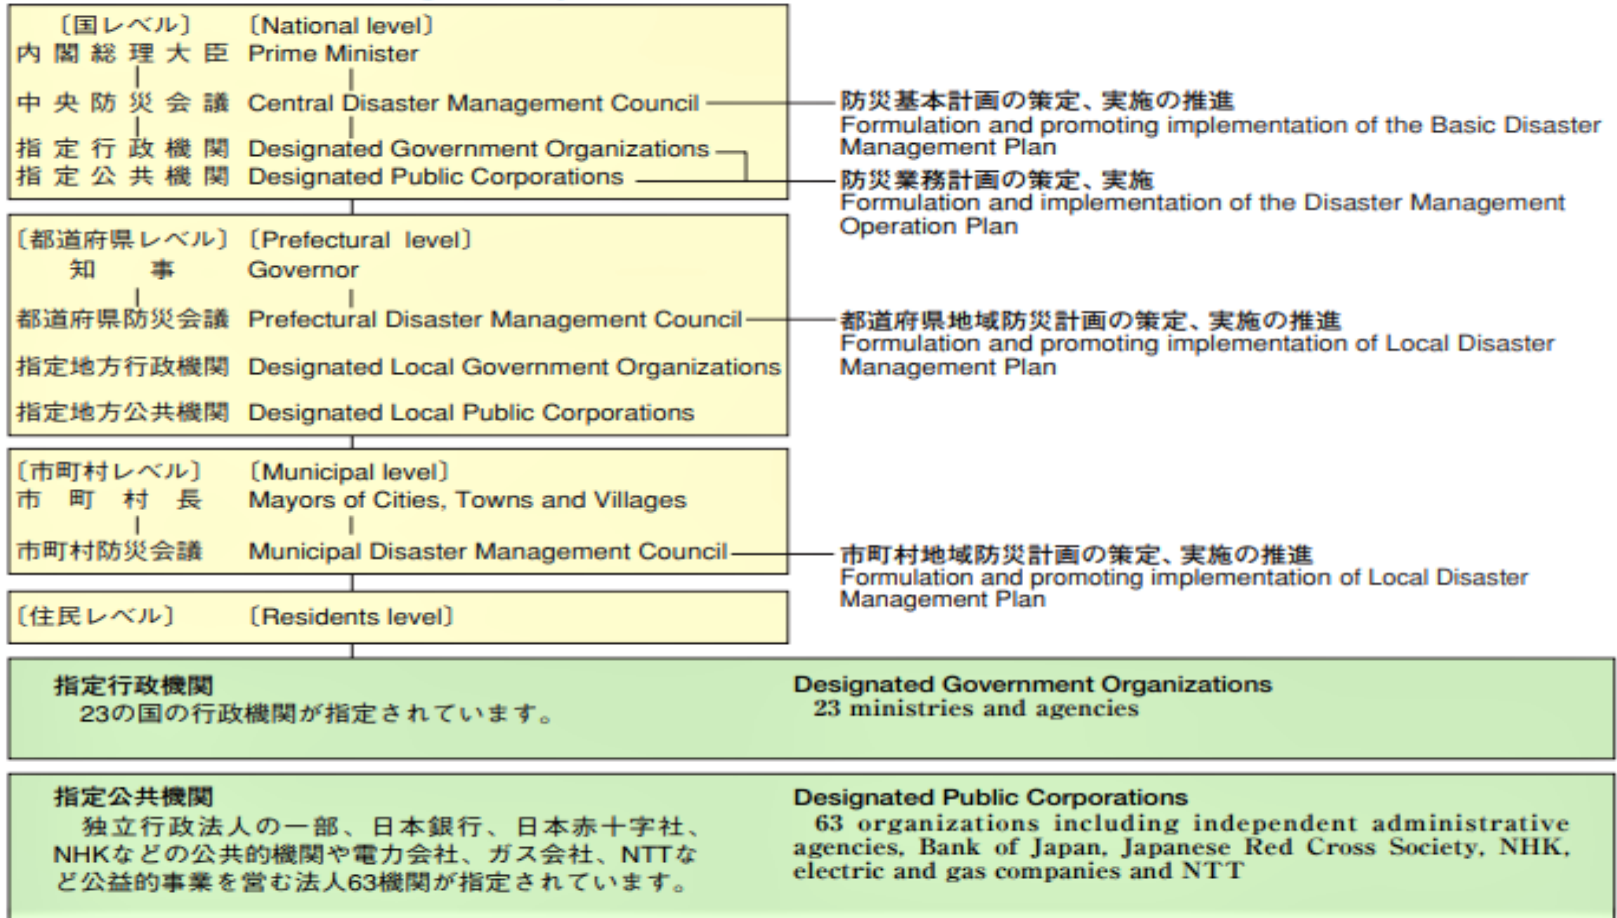 〔国レベル〕 〔National level〕
内閣総理大臣 Prime Minister
中央防災会議 Central Disaster Management Council
防災基本計画の策定、実施の推進
Formulation and promoting implementation of the Basic Disaster
Management Plan
指定行政機関 Designated Government Organizations
指定公共機関 Designated Public Corporations
防災業務計画の策定、実施
Formulation and implementation of the Disaster Management
Operation Plan
〔都道府県レベル〕 〔Prefectural level〕
知事 Governor
都道府県防災会議 Prefectural Disaster Management Council
都道府県地域防災計画の策定、実施の推進
Formulation and promoting implementation of Local Disaster
Management Plan
指定地方行政機関 Designated Local Government Organizations
指定地方公共機関 Designated Local Public Corporations
〔市町村レベル〕 〔Municipal level〕
市町村長 Mayors of Cities, Towns and Villages
市町村防災会議 Municipal Disaster Management Council
市町村地域防災計画の策定、実施の推進
Formulation and promoting implementation of Local Disaster
Management Plan
〔住民レベル〕 〔Residents level〕
指定行政機関
23の国の行政機関が指定されています。
Designated Government Organizations
23 ministries and agencies
指定公共機関
独立行政法人の一部、日本銀行、日本赤十字社、
NHKなどの公共的機関や電力会社、ガス会社、NTTな
ど公益的事業を営む法人63機関が指定されています。
Designated Public Corporations
63 organizations including independent administrative
agencies, Bank of Japan, Japanese Red Cross Society, NHK,
electric and gas companies and NTT